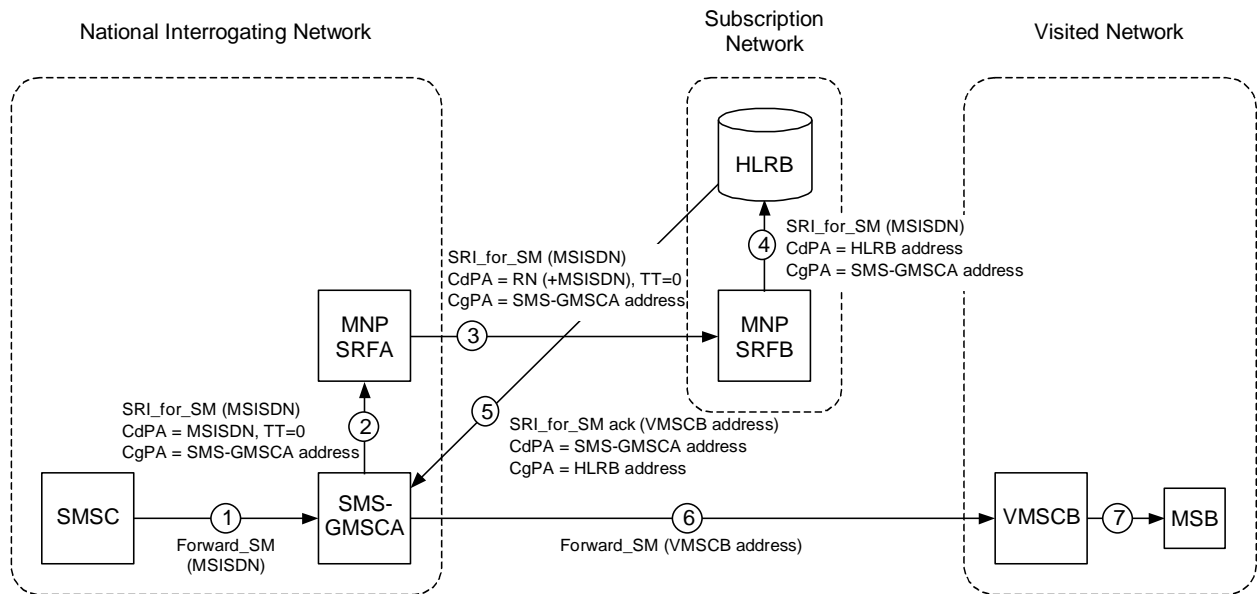 National Interrogating Network
Subscription
Network
Visited Network
HLRB
SRI_for_SM (MSISDN)
CdPA = HLRB address
CgPA = SMS-GMSCA address
4
SRI_for_SM (MSISDN)
CdPA = RN (+MSISDN), TT=0
CgPA = SMS-GMSCA address
MNP
SRFA
3
MNP
SRFB
SRI_for_SM (MSISDN)
CdPA = MSISDN, TT=0
CgPA = SMS-GMSCA address
2
5
SRI_for_SM ack (VMSCB address)
CdPA = SMS-GMSCA address
CgPA = HLRB address
SMSC
1
Forward_SM
(MSISDN)
SMS-
GMSCA
6
Forward_SM (VMSCB address)
VMSCB
7
MSB